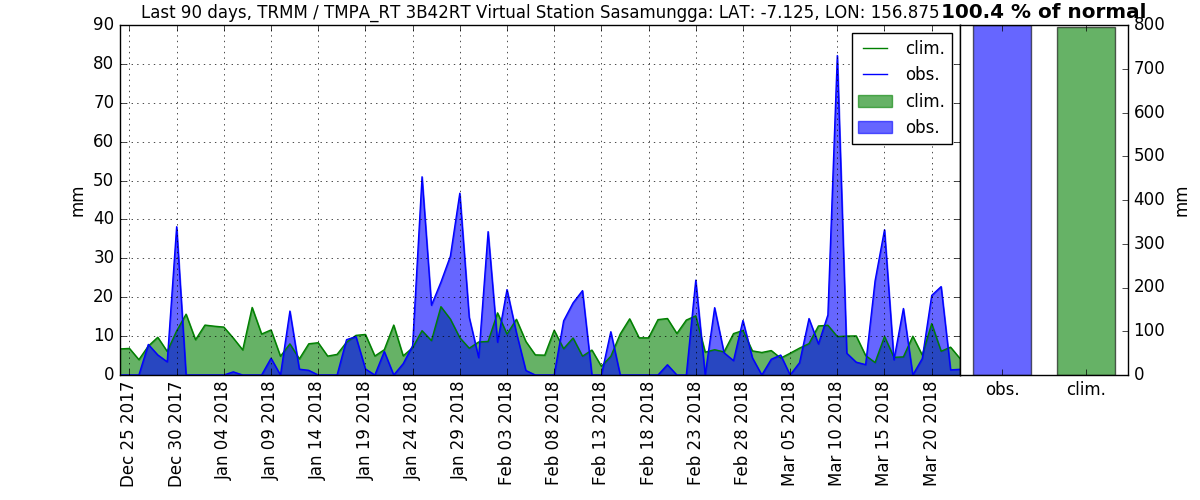 Last 90 days, TRMM / TMPA_RT 3B42RT Virtual Station Sasamungga: LAT: -7.125, LON: 156.875
100.4 % of normal
90
80
70
60
50
40
30
20
10
0
mm
clim.
obs.
clim.
obs.
Dec 25 2017
Dec 30 2017
Jan 04 2018
Jan 09 2018
Jan 14 2018
Jan 19 2018
Jan 24 2018
Jan 29 2018
Feb 03 2018
Feb 08 2018
Feb 13 2018
Feb 18 2018
Feb 23 2018
Feb 28 2018
Mar 05 2018
Mar 10 2018
Mar 15 2018
Mar 20 2018
800
700
600
500
400
300
200
100
0
mm
obs.
clim.